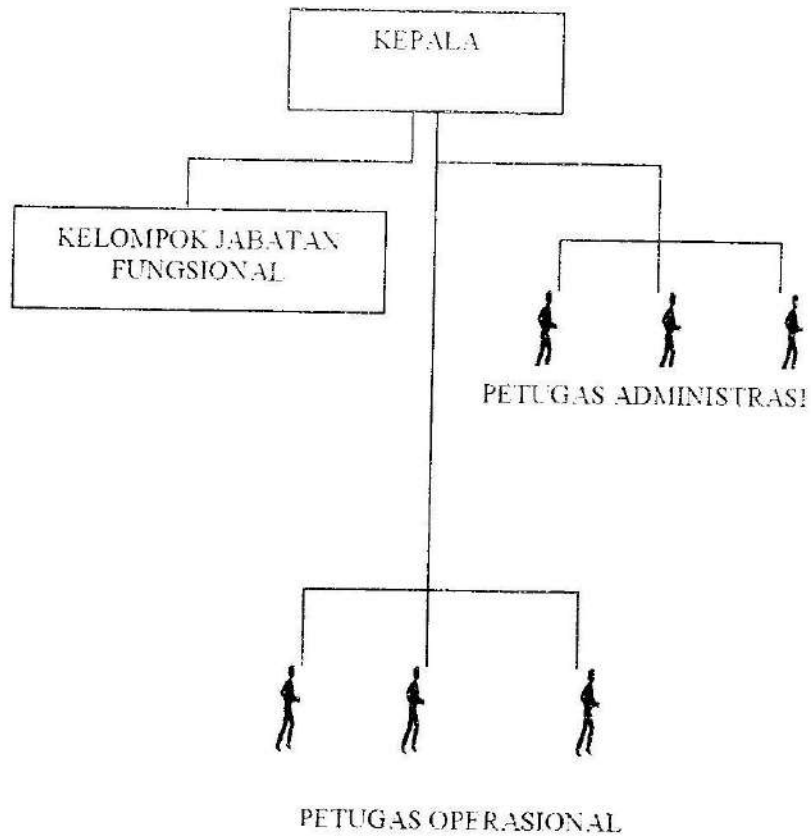 KEPALA
KELOMPOK JABATAN
FUNGSIONAL
PETUGAS ADMINISTRASI
PETUGAS OPERASIONAL